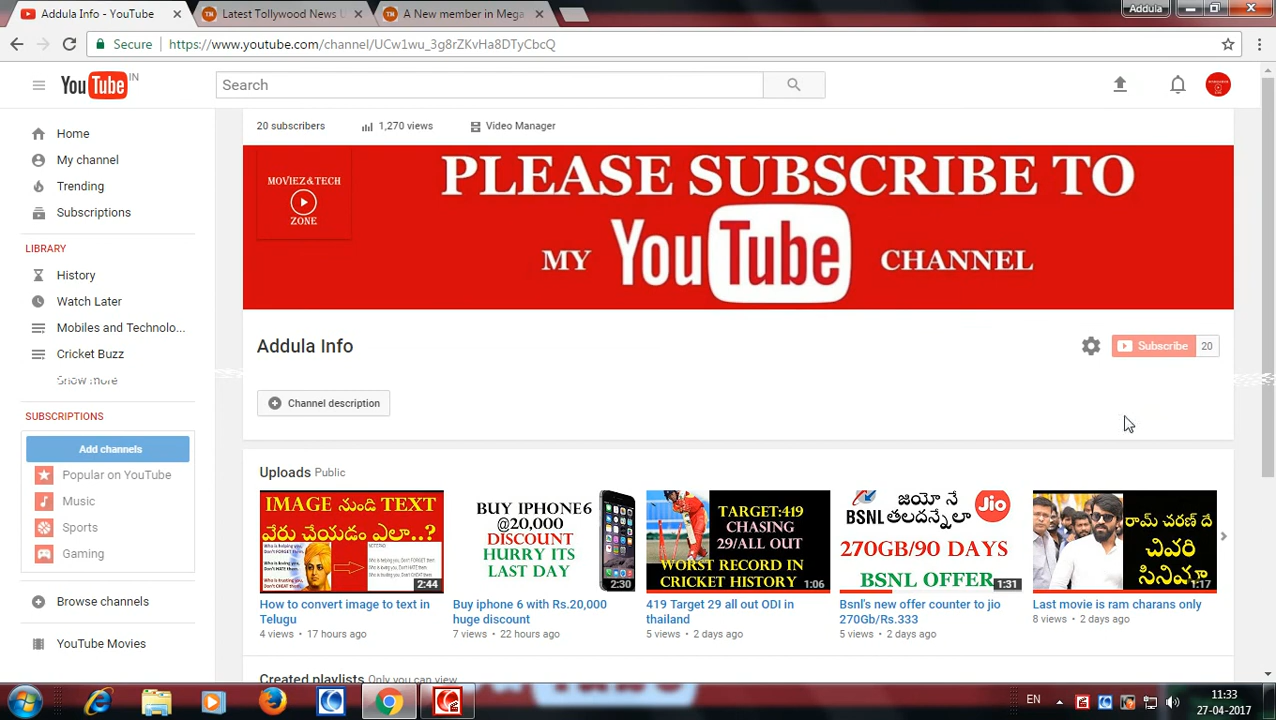 Addula Info - YouTube
Latest Tollywood News U
A New member in Mega
Addula
Secure
https://www.youtube.com/channel/UCw1wu_3g8rZKvHa8DTyCbcQ
YouTube IN
Search
Home
My channel
Trending
Subscriptions
LIBRARY
History
Watch Later
Mobiles and Technolo...
Cricket Buzz
Show more
SUBSCRIPTIONS
Add channels
Popular on YouTube
Music
Sports
Gaming
Browse channels
YouTube Movies
20 subscribers
1,270 views
Video Manager
MOVIEZ&TECH
ZONE
PLEASE SUBSCRIBE TO
MY YouTube CHANNEL
Addula Info
Subscribe 20
Channel description
Uploads Public
IMAGE నుండి TEXT
వేరు చేయడం ఎలా..?
2:44
How to convert image to text in
Telugu
4 views • 17 hours ago
BUY IPHONE6
@20,000
DISCOUNT
HURRY ITS
LAST DAY
2:30
Buy iphone 6 with Rs.20,000
huge discount
7 views • 22 hours ago
TARGET:419
CHASING
29/ALL OUT
WORST RECORD IN
CRICKET HISTORY
1:06
419 Target 29 all out ODI in
thailand
5 views • 2 days ago
జియో నే
BSNL తలదన్నేలా
Jio
270GB/90 DAYS
BSNL OFFER
1:31
Bsnl's new offer counter to jio
270Gb/Rs.333
5 views • 2 days ago
రామ్ చరణ్ దే
చివరి
సినిమా
1:17
Last movie is ram charans only
8 views • 2 days ago
Created playlists Only you can view
EN
11:33
27-04-2017